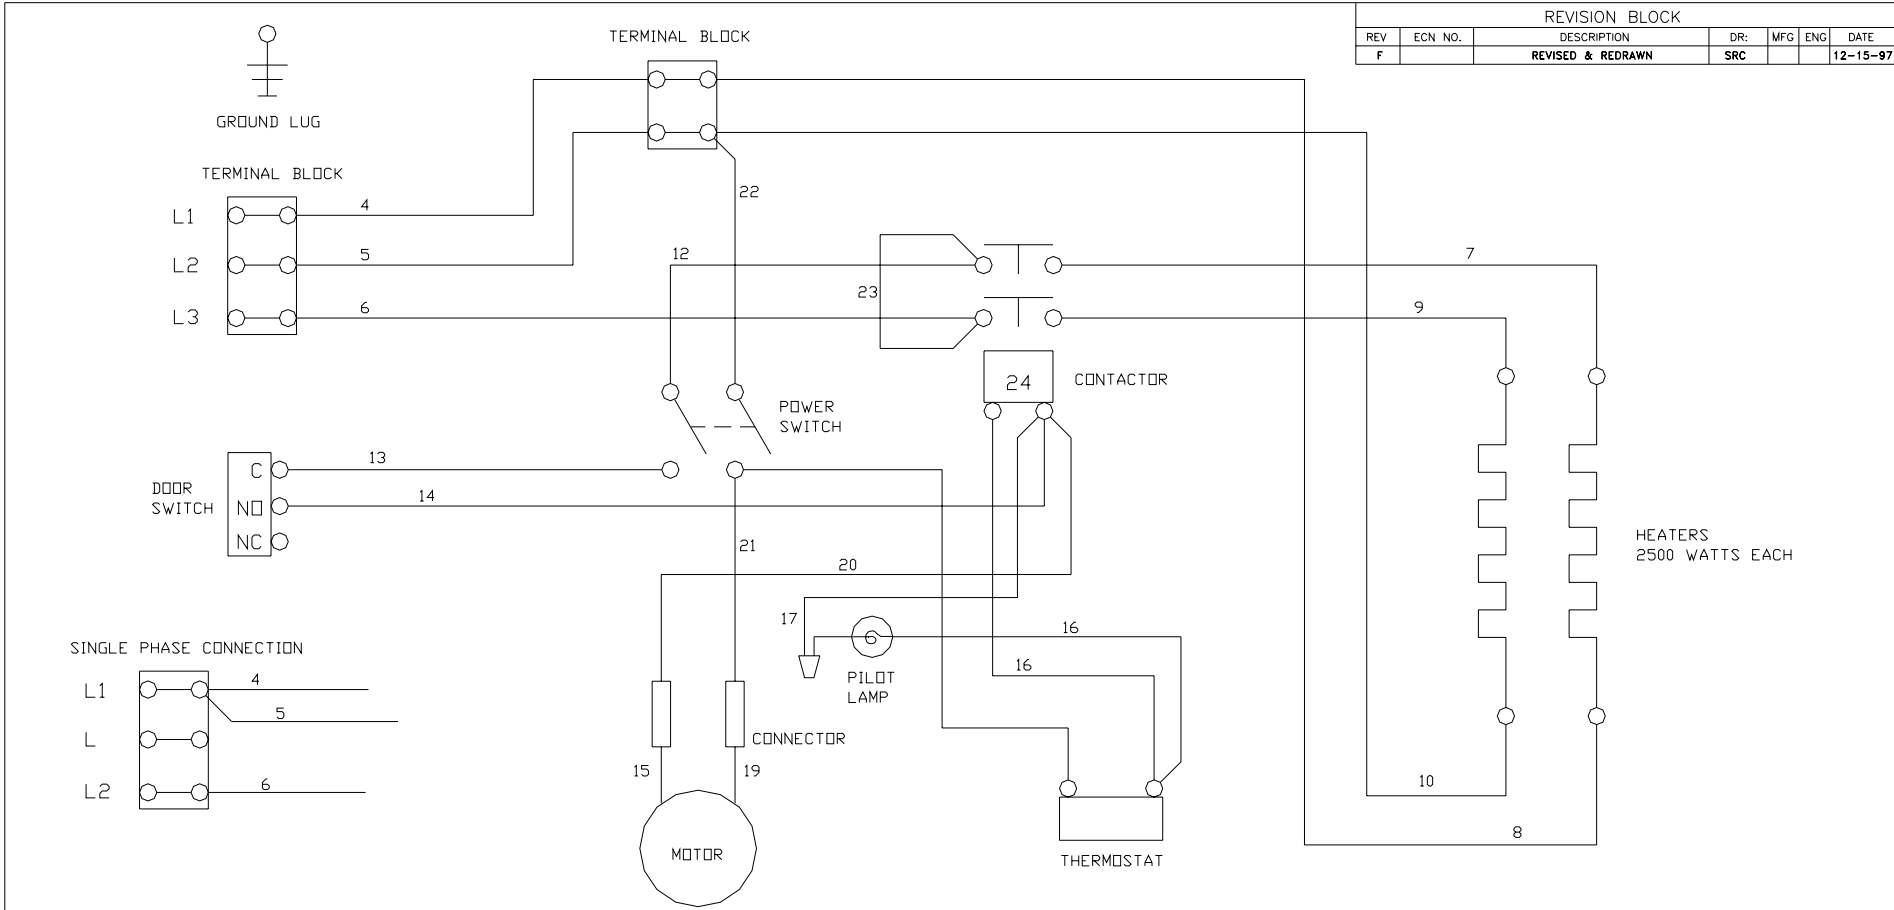 REVISION BLOCK
REV ECN NO. DESCRIPTION DR: MFG ENG DATE
F REVISED & REDRAWN SRC 12-15-97
TERMINAL BLOCK
GROUND LUG
TERMINAL BLOCK
22
L1 4
L2 5
12
7
23
L3 6
9
24
CONTACTOR
POWER
SWITCH
C
13
DOOR
SWITCH
NO
14
NC
21
20
HEATERS
2500 WATTS EACH
17
16
SINGLE PHASE CONNECTION
16
PILOT
LAMP
L1 4
5
L
CONNECTOR
L2 6
15
19
10
8
MOTOR
THERMOSTAT